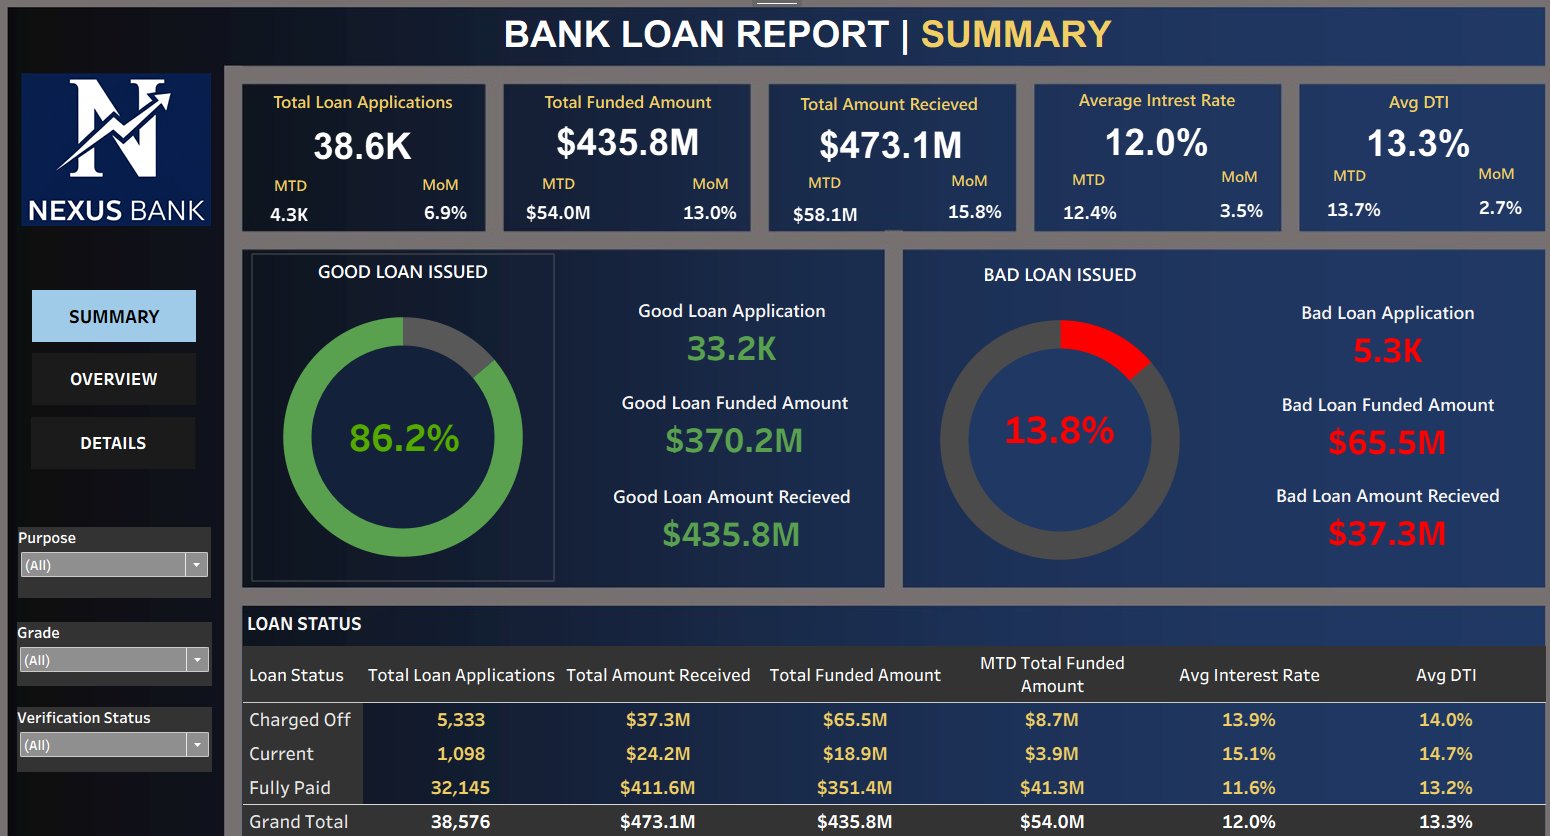 BANK LOAN REPORT | SUMMARY
N
NEXUS BANK
SUMMARY
OVERVIEW
DETAILS
Purpose
(All)
Grade
(All)
Verification Status
(All)
Total Loan Applications
38.6K
MTD MoM
4.3K 6.9%
Total Funded Amount
$435.8M
MTD MoM
$54.0M 13.0%
Total Amount Recieved
$473.1M
MTD MoM
$58.1M 15.8%
Average Intrest Rate
12.0%
MTD MoM
12.4% 3.5%
Avg DTI
13.3%
MTD MoM
13.7% 2.7%
GOOD LOAN ISSUED
86.2%
Good Loan Application
33.2K
Good Loan Funded Amount
$370.2M
Good Loan Amount Recieved
$435.8M
BAD LOAN ISSUED
13.8%
Bad Loan Application
5.3K
Bad Loan Funded Amount
$65.5M
Bad Loan Amount Recieved
$37.3M
LOAN STATUS
Loan Status Total Loan Applications Total Amount Received Total Funded Amount MTD Total Funded Amount Avg Interest Rate Avg DTI
Charged Off 5,333 $37.3M $65.5M $8.7M 13.9% 14.0%
Current 1,098 $24.2M $18.9M $3.9M 15.1% 14.7%
Fully Paid 32,145 $411.6M $351.4M $41.3M 11.6% 13.2%
Grand Total 38,576 $473.1M $435.8M $54.0M 12.0% 13.3%